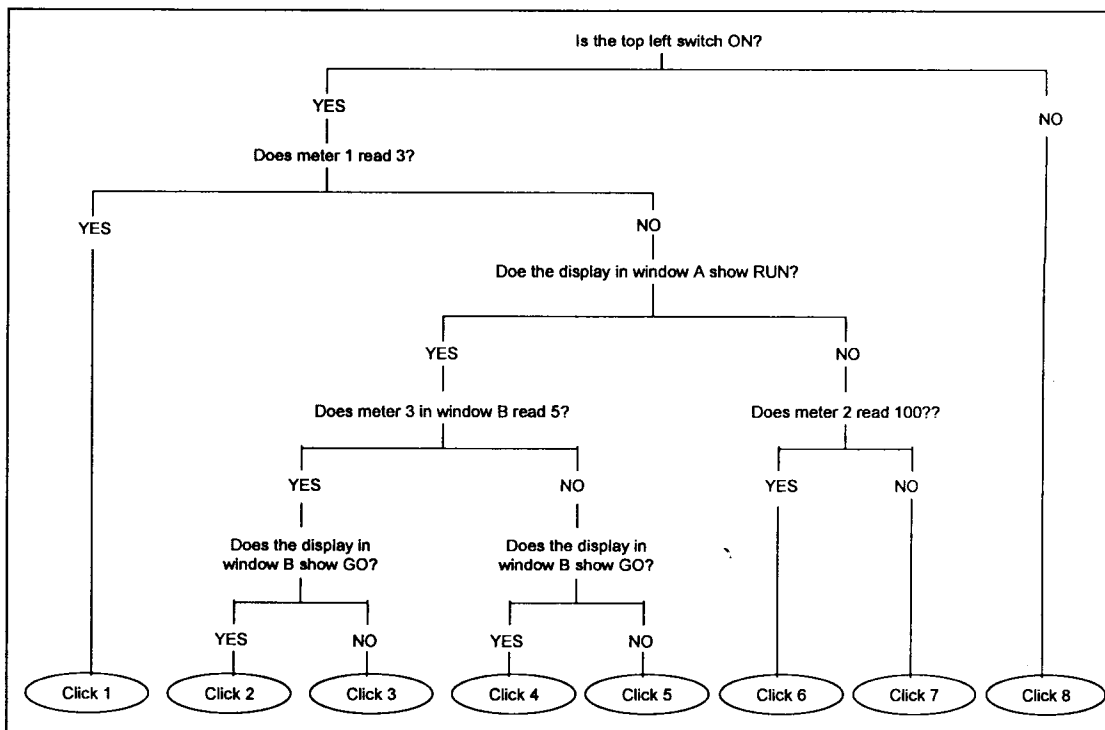 Is the top left switch ON?
YES
NO
Does meter 1 read 3?
YES
NO
Doe the display in window A show RUN?
YES
NO
Does meter 3 in window B read 5?
Does meter 2 read 100??
YES
NO
YES
NO
Does the display in
window B show GO?
Does the display in
window B show GO?
YES
NO
YES
NO
Click 1
Click 2
Click 3
Click 4
Click 5
Click 6
Click 7
Click 8